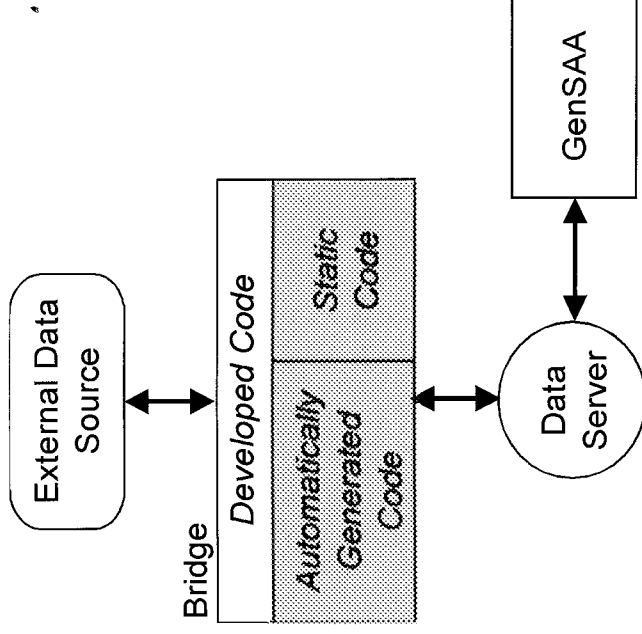 External Data
Source
Bridge
Developed Code
Automatically
Generated
Code
Static
Code
Data
Server
GenSAA